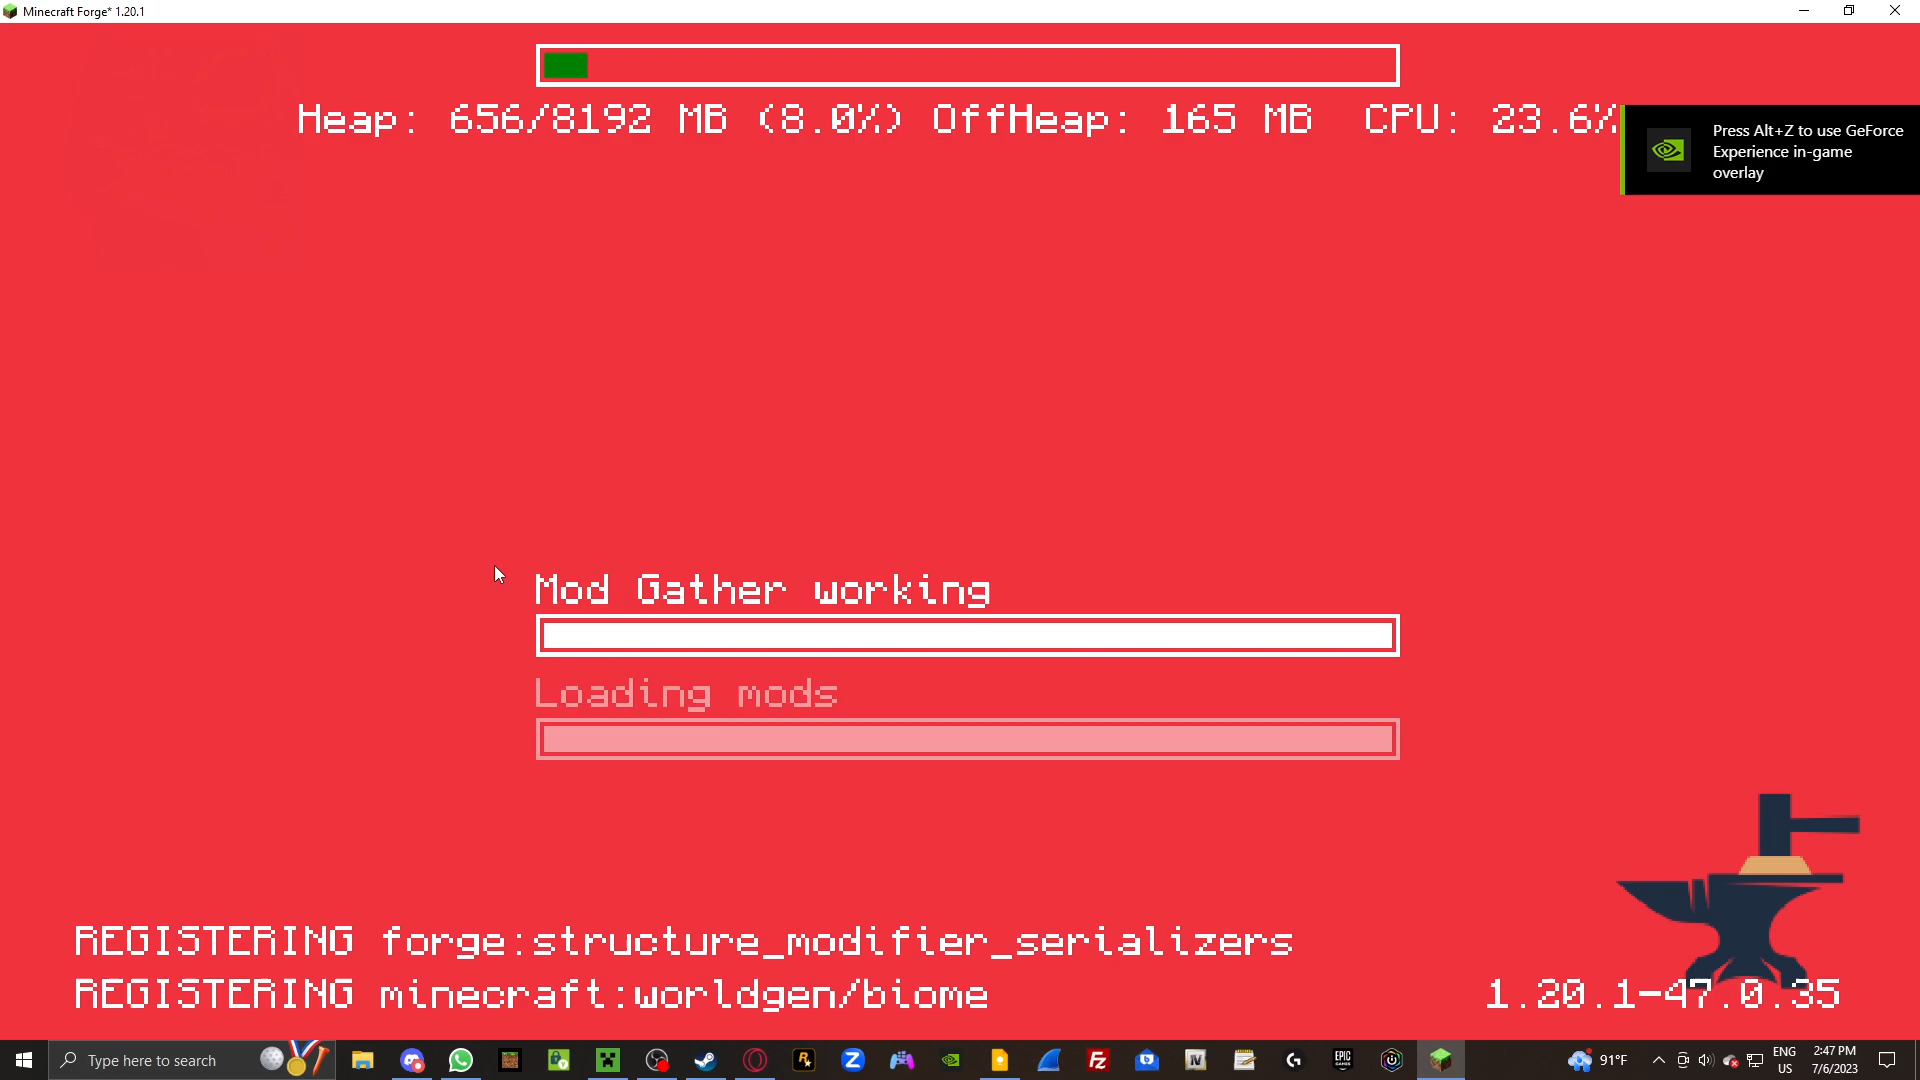 Minecraft Forge* 1.20.1
Heap: 656/8192 MB (8.0%) OffHeap: 165 MB CPU: 23.6%
Press Alt+Z to use GeForce
Experience in-game
overlay
Mod Gather working
Loading mods
REGISTERING forge:structure_modifier_serializers
REGISTERING minecraft:worldgen/biome
1.20.1-47.0.35
Type here to search
EPIC
GAMES
91°F
ENG
US
2:47 PM
7/6/2023